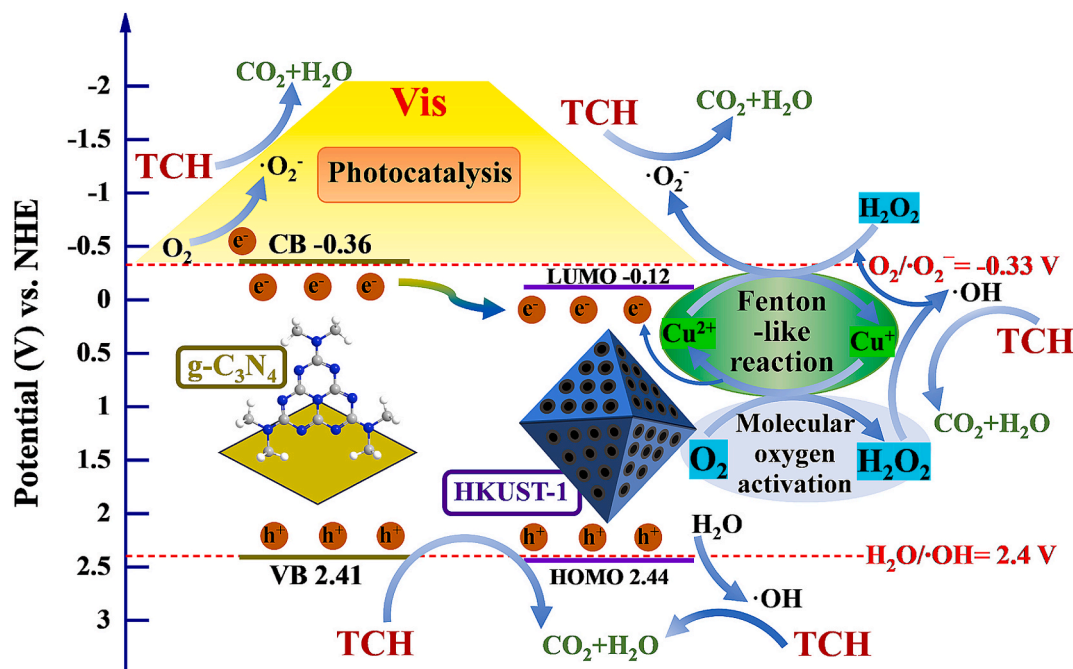 Potential (V) vs. NHE
-2
-1.5
-1
-0.5
0
0.5
1
1.5
2
2.5
3
CO₂+H₂O
TCH
·O₂⁻
O₂
Vis
Photocatalysis
e⁻
CB -0.36
e⁻ e⁻ e⁻
g-C₃N₄
h⁺ h⁺ h⁺
VB 2.41
TCH
LUMO -0.12
e⁻ e⁻ e⁻
HKUST-1
h⁺ h⁺ h⁺
HOMO 2.44
CO₂+H₂O
TCH
CO₂+H₂O
·O₂⁻
H₂O₂
O₂/·O₂⁻= -0.33 V
Fenton
-like
reaction
Cu²⁺
Cu⁺
·OH
TCH
CO₂+H₂O
Molecular
oxygen
activation
O₂
H₂O₂
H₂O
H₂O/·OH= 2.4 V
·OH
TCH